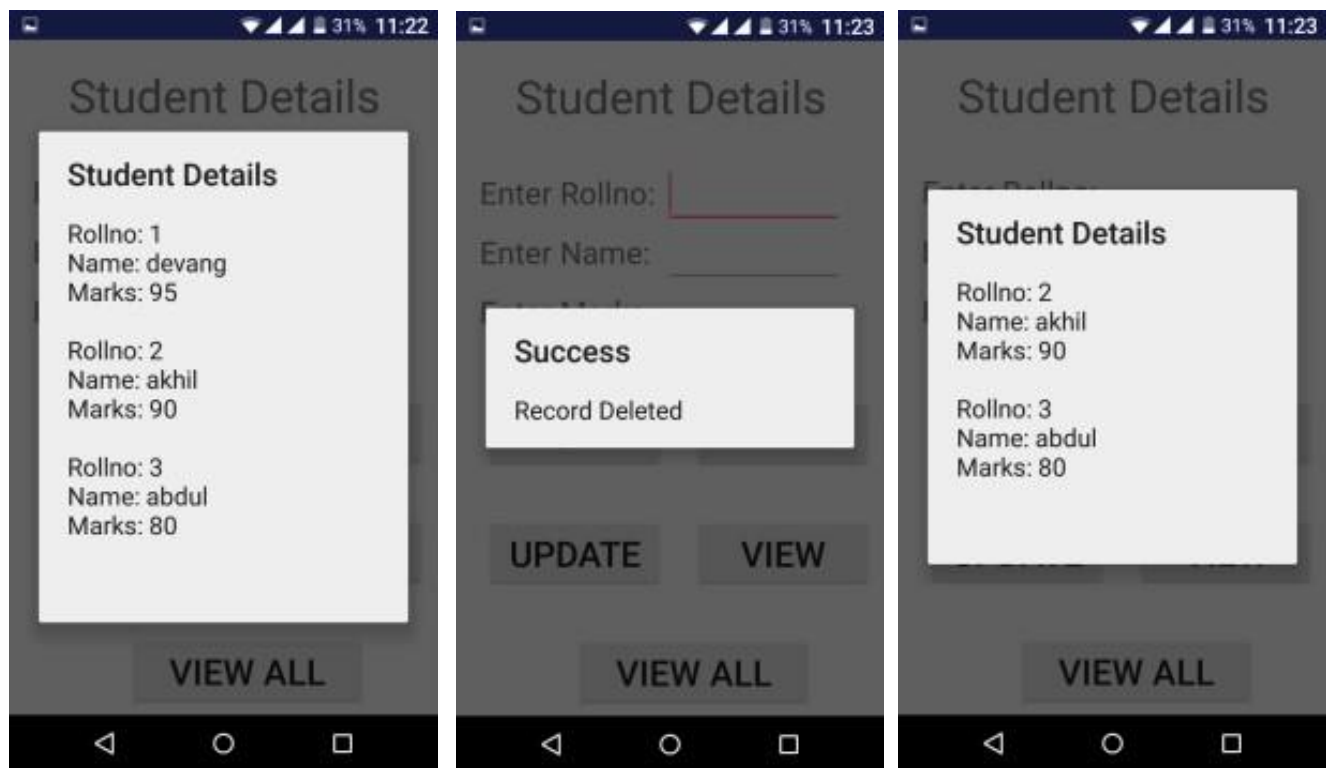 31% 11:22
Student Details
Student Details
Rollno: 1
Name: devang
Marks: 95
Rollno: 2
Name: akhil
Marks: 90
Rollno: 3
Name: abdul
Marks: 80
VIEW ALL
31% 11:23
Student Details
Enter Rollno:
Enter Name:
Success
Record Deleted
UPDATE VIEW
VIEW ALL
31% 11:23
Student Details
Student Details
Rollno: 2
Name: akhil
Marks: 90
Rollno: 3
Name: abdul
Marks: 80
VIEW ALL